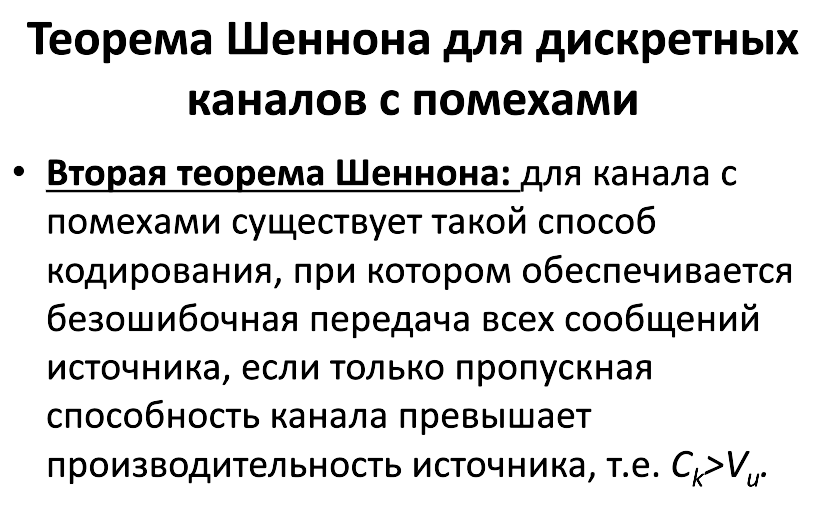 Теорема Шеннона для дискретных
каналов с помехами
• Вторая теорема Шеннона: для канала с
помехами существует такой способ
кодирования, при котором обеспечивается
безошибочная передача всех сообщений
источника, если только пропускная
способность канала превышает
производительность источника, т.е. Ck>Vu.